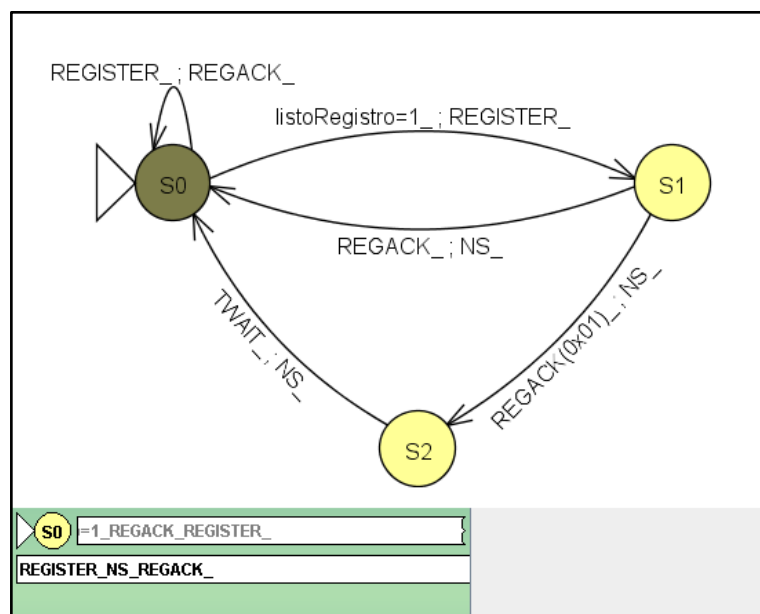 REGISTER_ ; REGACK_
listoRegistro=1_ ; REGISTER_
S0
S1
REGACK_ ; NS_
TWAIT_ ; NS_
REGACK(0x01)_ ; NS_
S2
S0
=1_REGACK_REGISTER_
REGISTER_NS_REGACK_